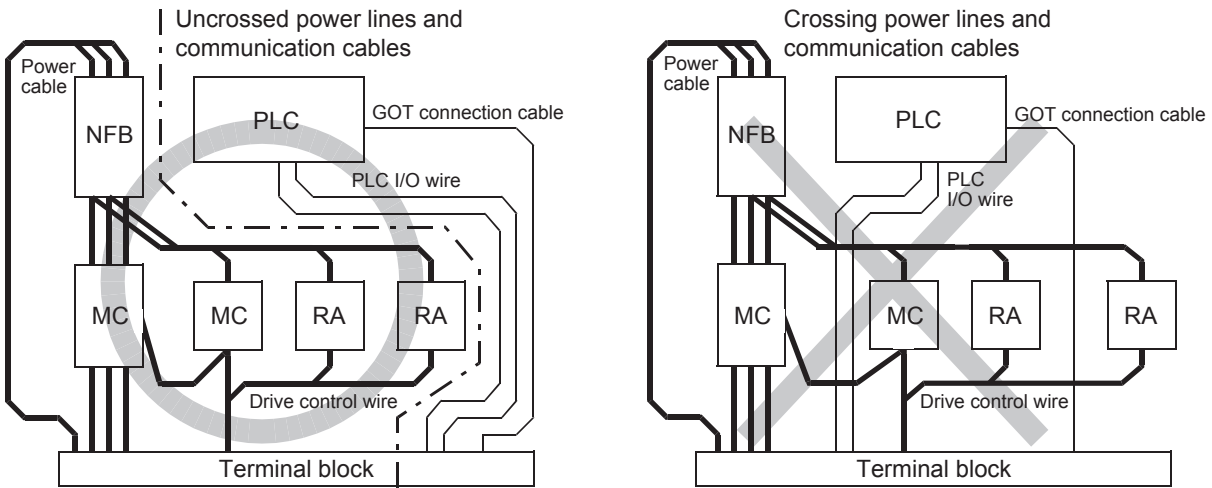 Uncrossed power lines and
communication cables
Power
cable
NFB
PLC
GOT connection cable
PLC I/O wire
MC
MC
RA
RA
Drive control wire
Terminal block
Crossing power lines and
communication cables
Power
cable
NFB
PLC
GOT connection cable
PLC
I/O wire
MC
MC
RA
RA
Drive control wire
Terminal block